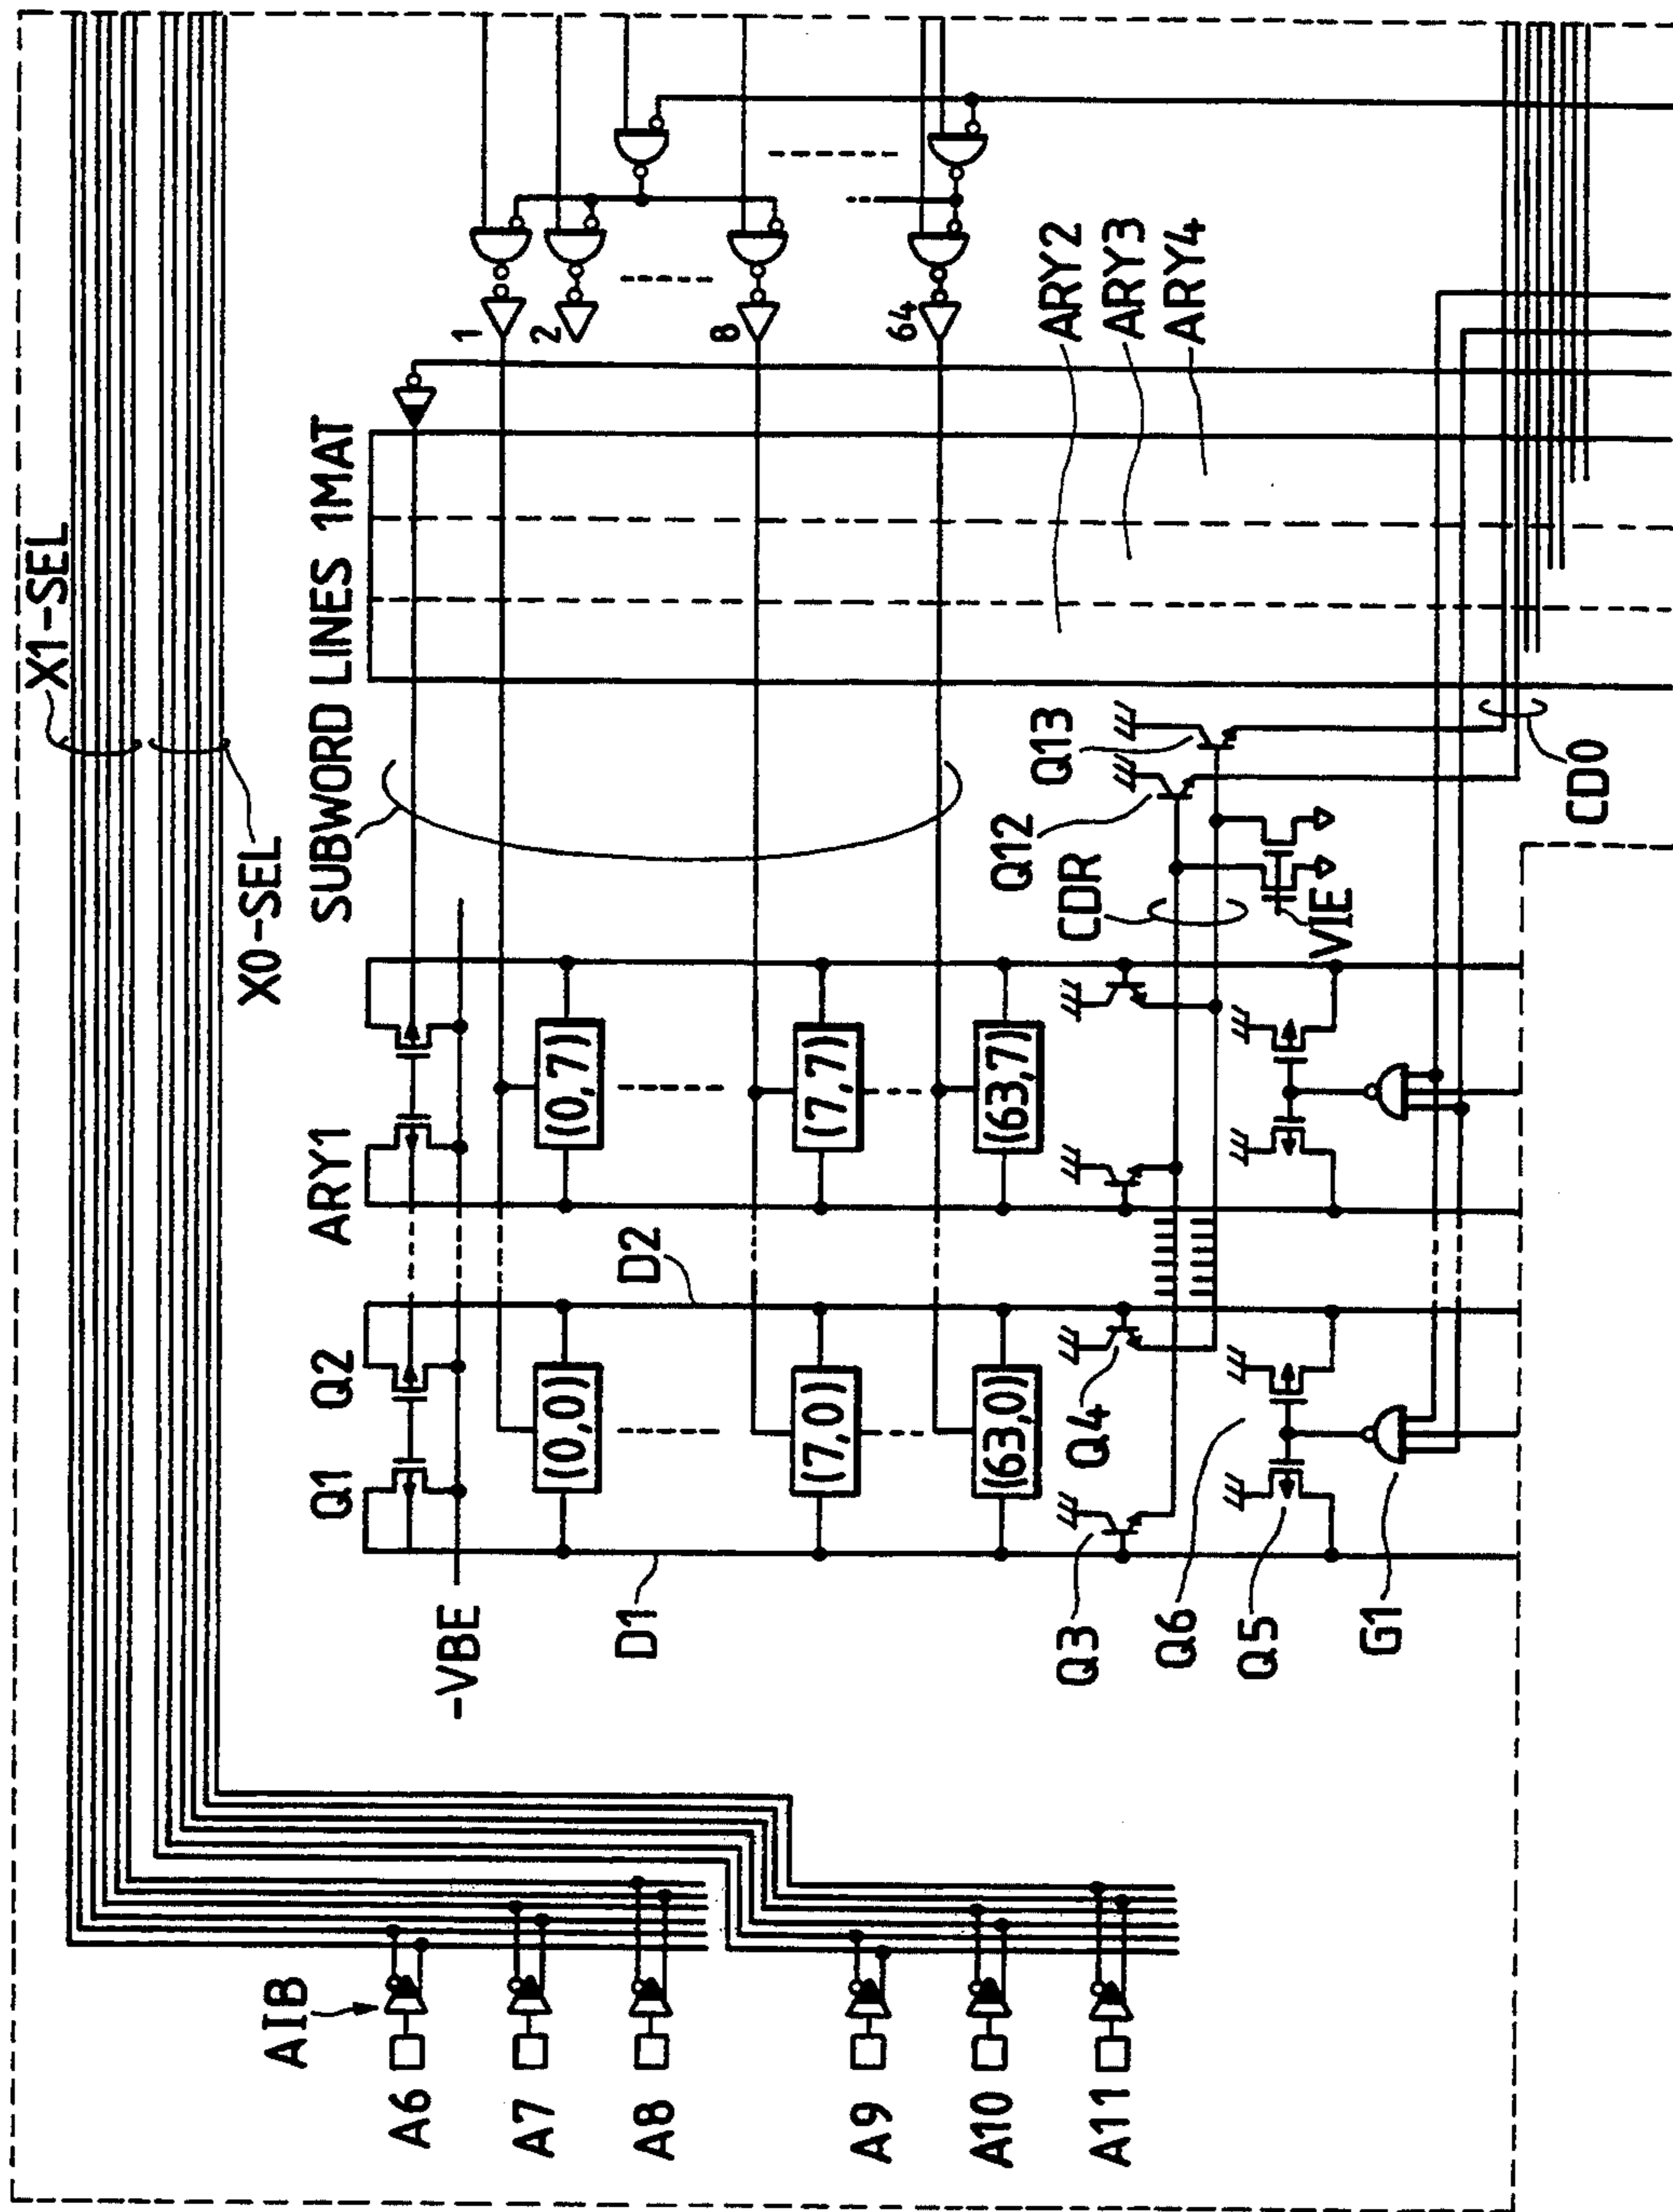 X1-SEL
X0-SEL
SUBWORD LINES 1MAT
ARY1
Q1
Q2
-VBE
D1
D2
(0,0)
(0,7)
(7,0)
(7,7)
(63,0)
(63,7)
1
2
8
64
ARY2
ARY3
ARY4
Q3
Q4
Q6
Q5
G1
CDR
Q12
Q13
VIE
CD0
AIB
A6
A7
A8
A9
A10
A11